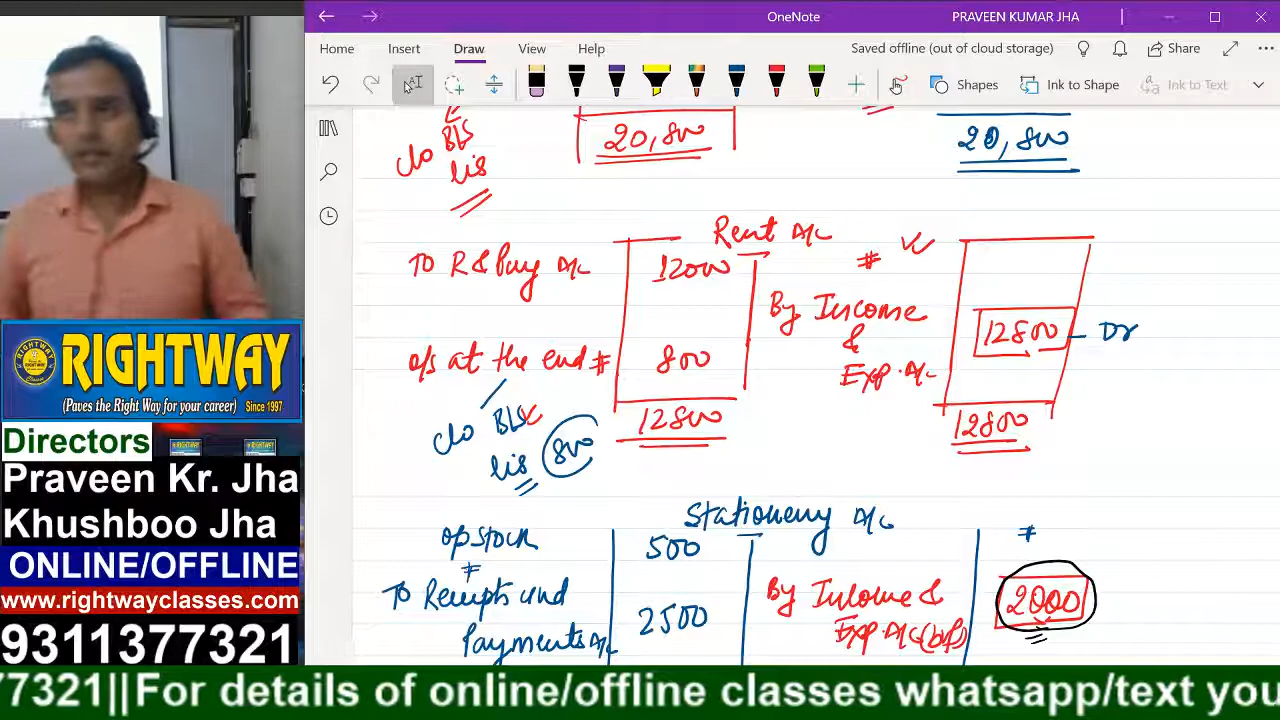 OneNote
PRAVEEN KUMAR JHA
Home Insert Draw View Help
Saved offline (out of cloud storage)
Share
Shapes
Ink to Shape
Ink to Text
20,800
20,800
c/o B/S
lis
Rent A/c
To R & Pay A/c 12000
By Income
&
Exp. A/c
12800 Dr
o/s at the end # 800
12800
12800
c/o B/S
lis 800
Stationery A/c
op stock 500
#
To Receipts and
Payments A/c
2500
By Income &
Exp. A/c (b/f)
2000
RIGHTWAY
(Paves the Right Way for your career) Since 1997
Directors
Praveen Kr. Jha
Khushboo Jha
ONLINE/OFFLINE
www.rightwayclasses.com
9311377321
77321||For details of online/offline classes whatsapp/text you